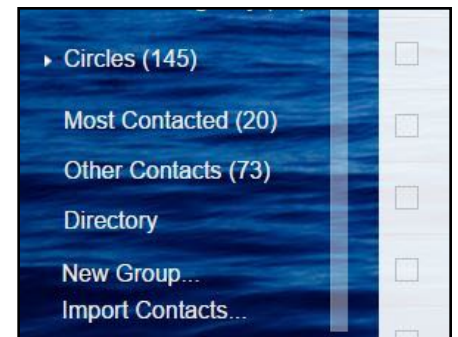 Circles (145)
Most Contacted (20)
Other Contacts (73)
Directory
New Group...
Import Contacts...